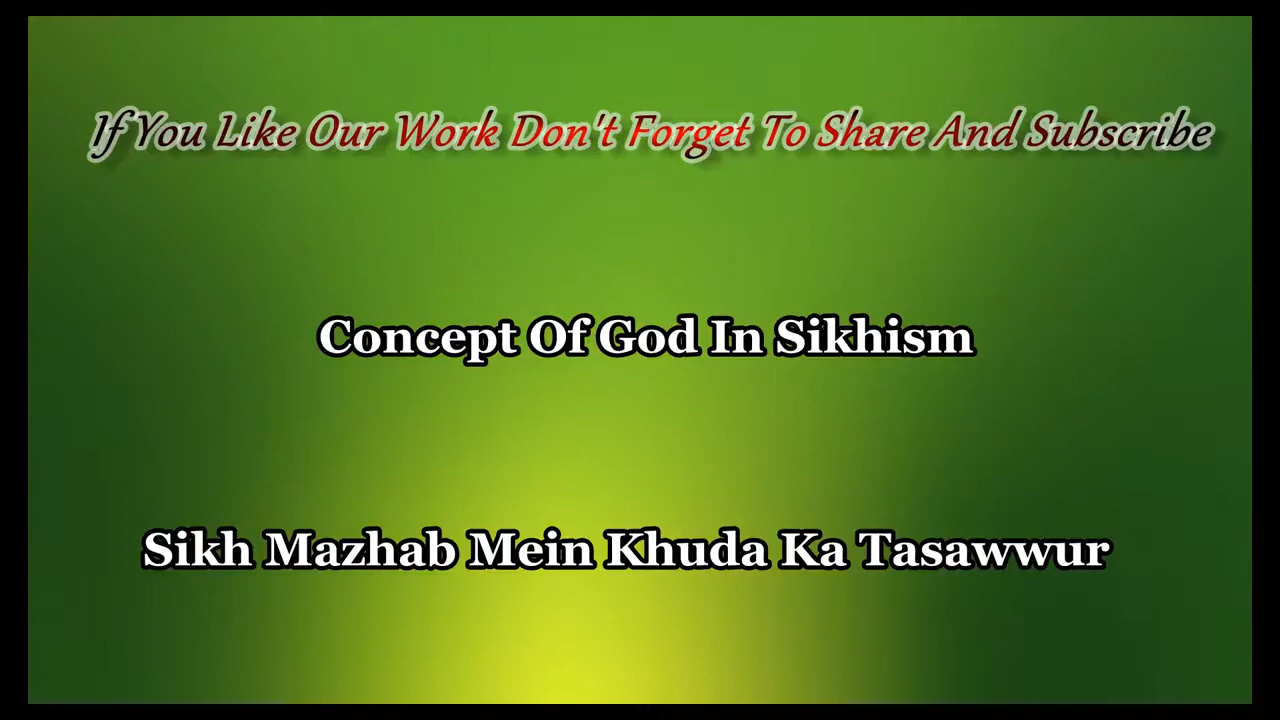 If You Like Our Work Don't Forget To Share And Subscribe
Concept Of God In Sikhism
Sikh Mazhab Mein Khuda Ka Tasawwur